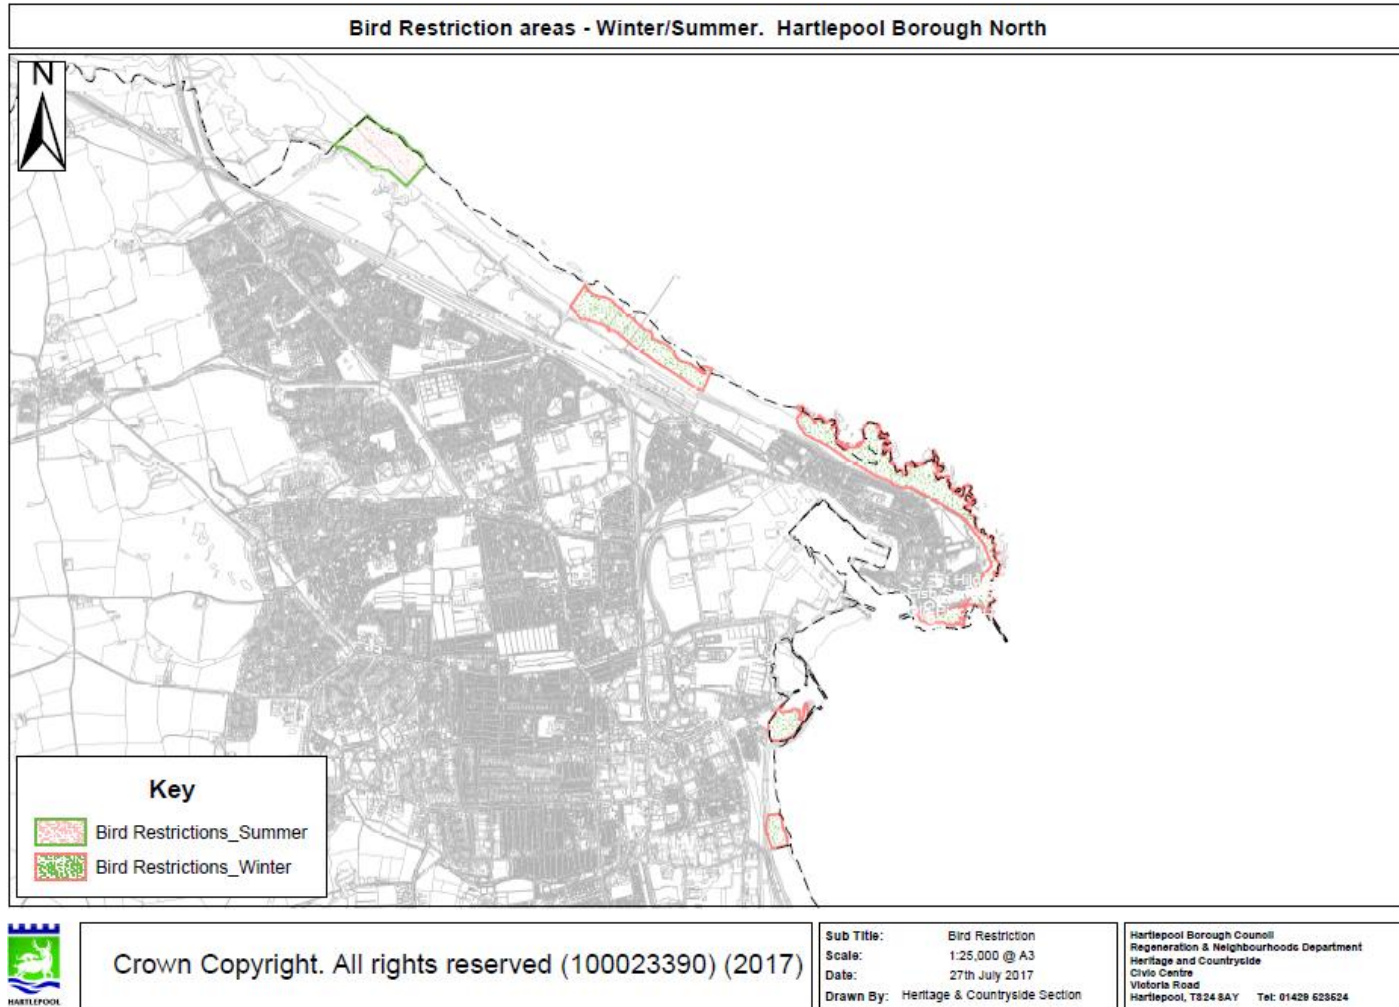 Bird Restriction areas - Winter/Summer. Hartlepool Borough North
N
Key
Bird Restrictions_Summer
Bird Restrictions_Winter
HARTLEPOOL
Crown Copyright. All rights reserved (100023390) (2017)
Sub Title: Bird Restriction
Scale: 1:25,000 @ A3
Date: 27th July 2017
Drawn By: Heritage & Countryside Section
Hartlepool Borough Council
Regeneration & Neighbourhoods Department
Heritage and Countryside
Civic Centre
Victoria Road
Hartlepool, TS24 8AY Tel: 01429 523524